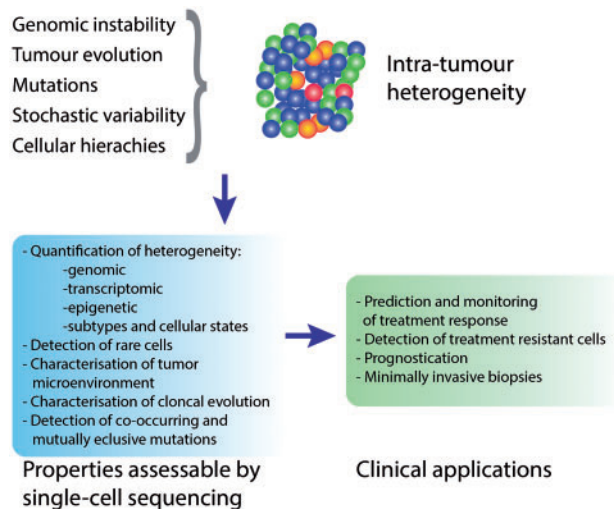 Genomic instability
Tumour evolution
Mutations
Stochastic variability
Cellular hierachies
Intra-tumour
heterogeneity
- Quantification of heterogeneity:
-genomic
-transcriptomic
-epigenetic
-subtypes and cellular states
- Detection of rare cells
- Characterisation of tumor
microenvironment
- Characterisation of cloncal evolution
- Detection of co-occurring and
mutually eclusive mutations
Properties assessable by
single-cell sequencing
- Prediction and monitoring
of treatment response
- Detection of treatment resistant cells
- Prognostication
- Minimally invasive biopsies
Clinical applications